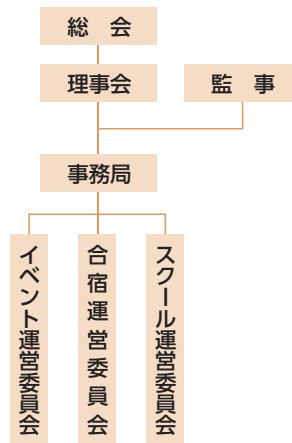 総　会
理事会
監　事
事務局
イベント運営委員会
合宿運営委員会
スクール運営委員会